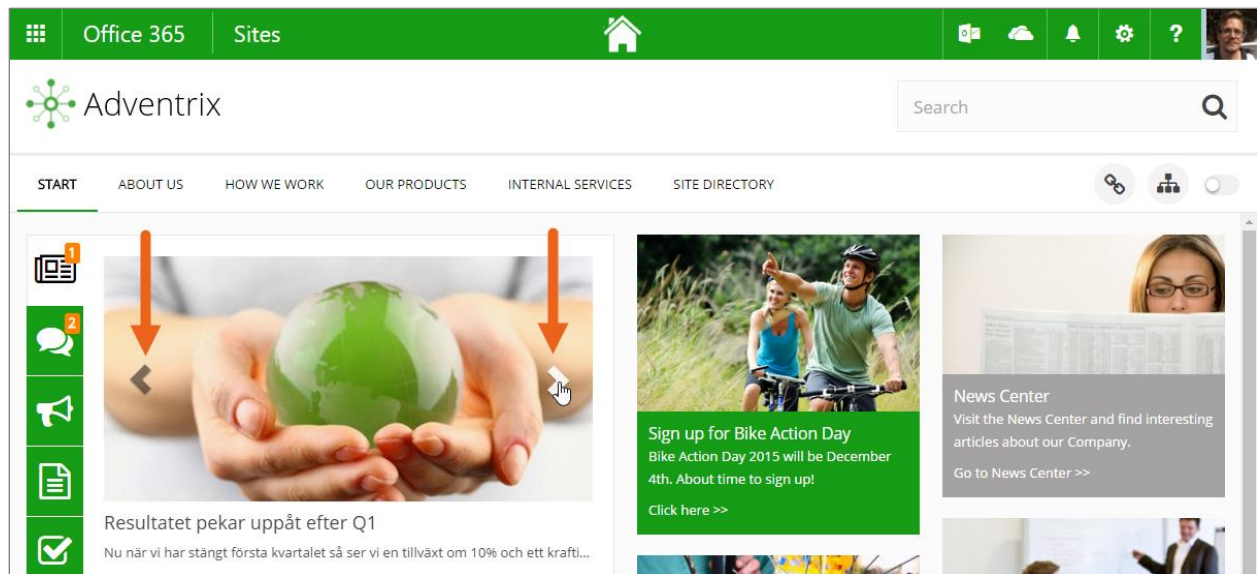 Office 365
Sites
?
Adventrix
Search
START
ABOUT US
HOW WE WORK
OUR PRODUCTS
INTERNAL SERVICES
SITE DIRECTORY
1
2
Resultatet pekar uppåt efter Q1
Nu när vi har stängt första kvartalet så ser vi en tillväxt om 10% och ett krafti...
Sign up for Bike Action Day
Bike Action Day 2015 will be December
4th. About time to sign up!
Click here >>
News Center
Visit the News Center and find interesting
articles about our Company.
Go to News Center >>